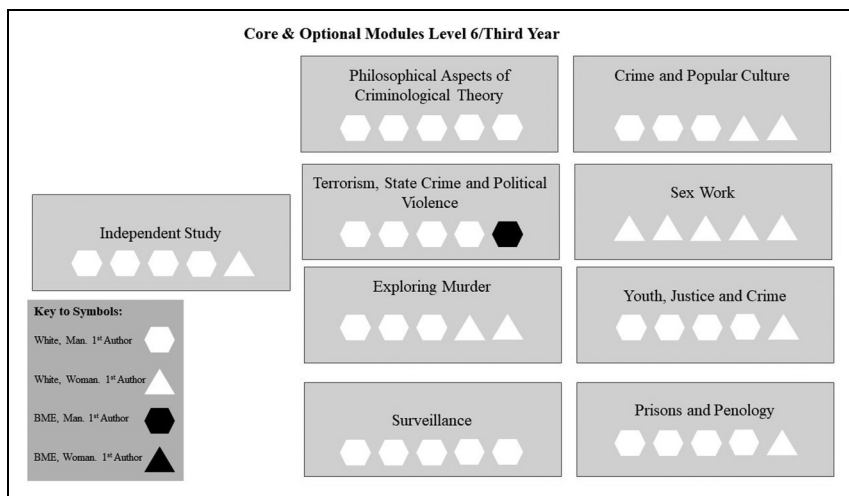 Core & Optional Modules Level 6/Third Year
Philosophical Aspects of
Criminological Theory
Crime and Popular Culture
Terrorism, State Crime and Political
Violence
Sex Work
Independent Study
Exploring Murder
Youth, Justice and Crime
Key to Symbols:
White, Man. 1st Author
White, Woman. 1st Author
BME, Man. 1st Author
BME, Woman. 1st Author
Surveillance
Prisons and Penology